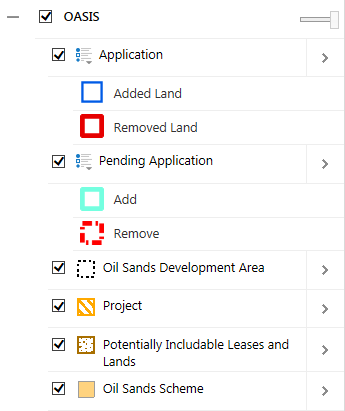 OASIS
Application
Added Land
Removed Land
Pending Application
Add
Remove
Oil Sands Development Area
Project
Potentially Includable Leases and
Lands
Oil Sands Scheme